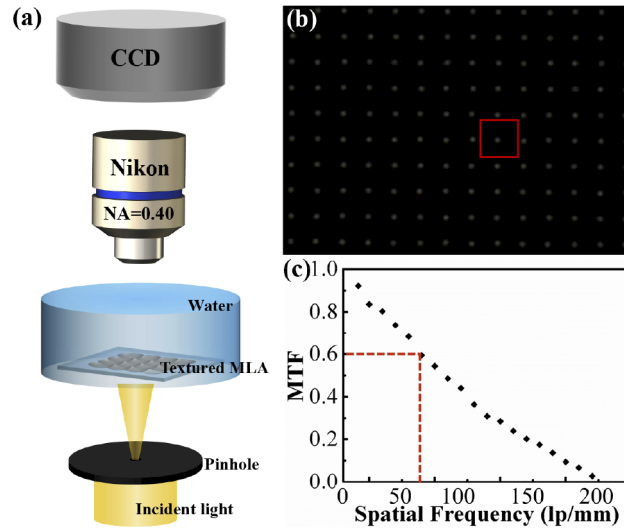 (a)
CCD
Nikon
NA=0.40
Water
Textured MLA
Pinhole
Incident light
(b)
(c)
1.0
0.8
0.6
0.4
0.2
0.0
MTF
0 50 100 150 200
Spatial Frequency (lp/mm)